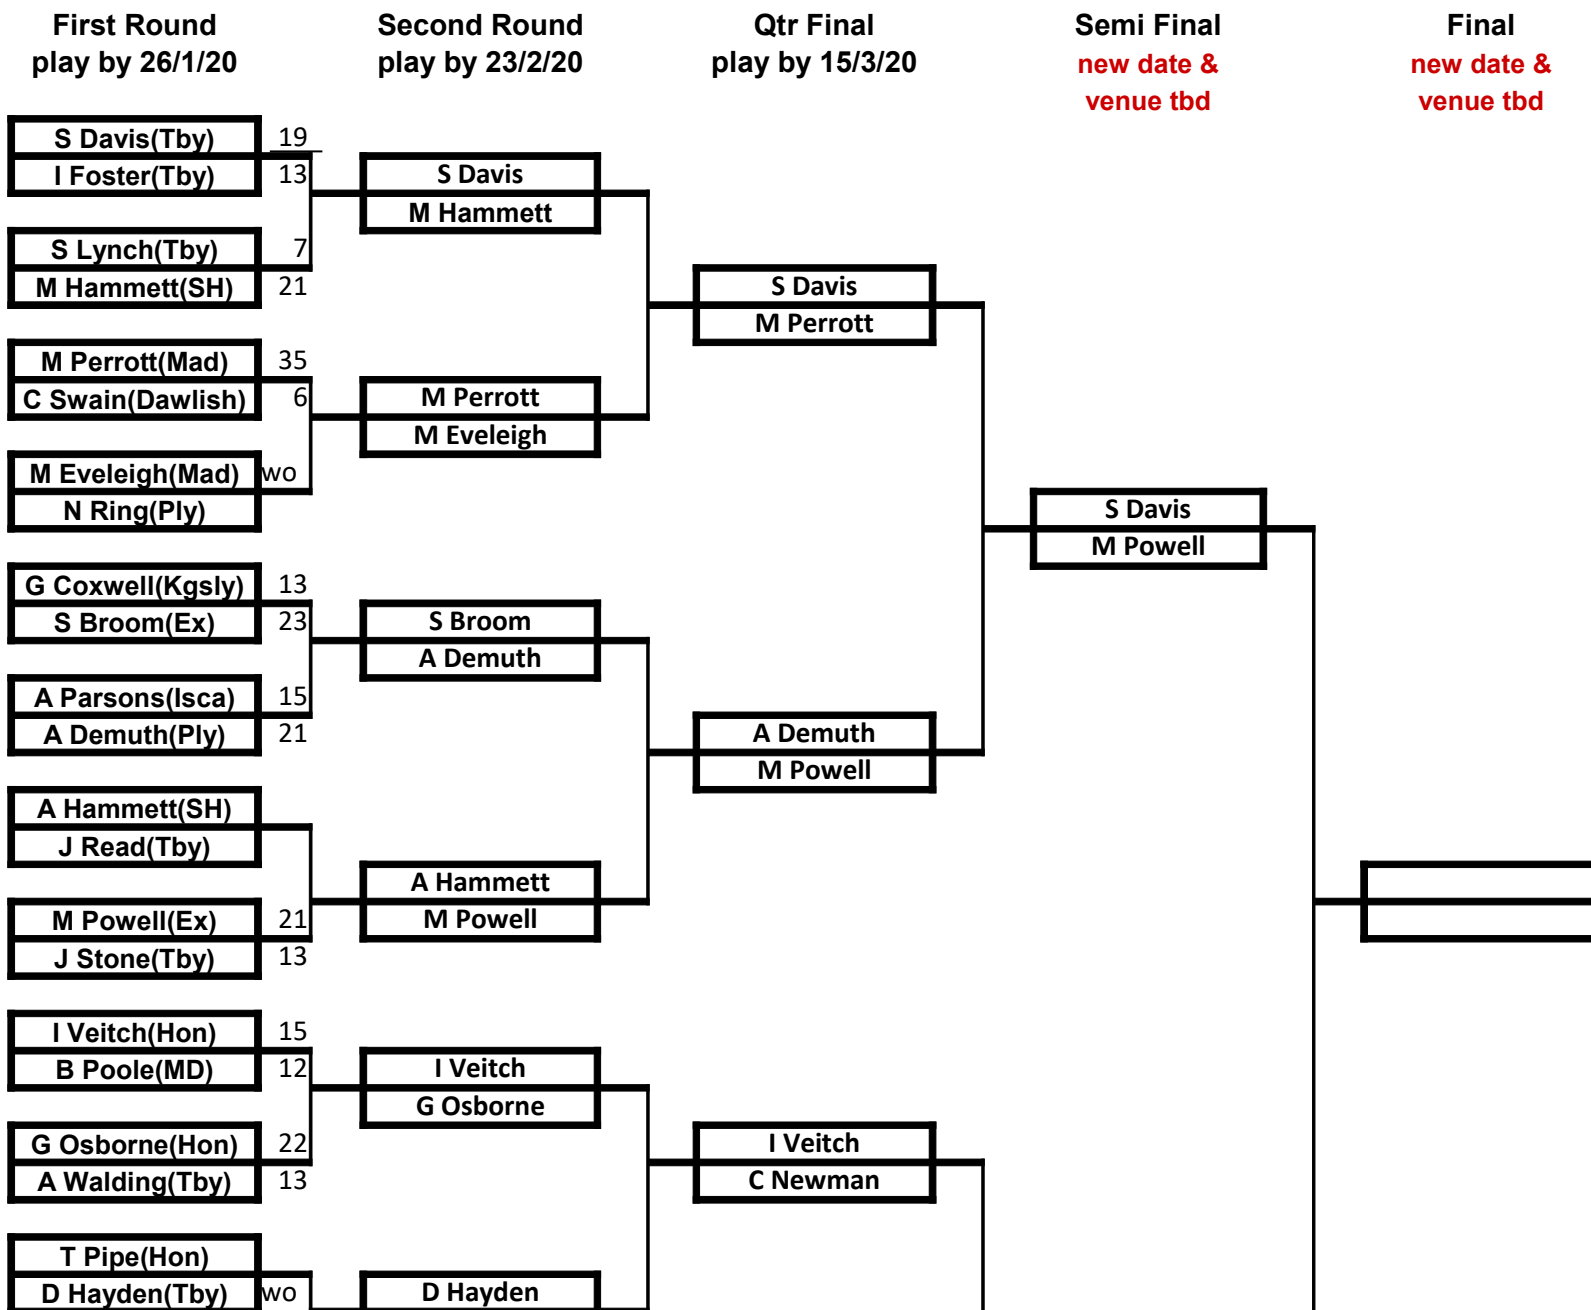 First Round
play by 26/1/20
Second Round
play by 23/2/20
Qtr Final
play by 15/3/20
Semi Final
new date &
venue tbd
Final
new date &
venue tbd
S Davis(Tby) 19
I Foster(Tby) 13
S Lynch(Tby) 7
M Hammett(SH) 21
M Perrott(Mad) 35
C Swain(Dawlish) 6
M Eveleigh(Mad) wo
N Ring(Ply)
G Coxwell(Kgsly) 13
S Broom(Ex) 23
A Parsons(Isca) 15
A Demuth(Ply) 21
A Hammett(SH)
J Read(Tby)
M Powell(Ex) 21
J Stone(Tby) 13
I Veitch(Hon) 15
B Poole(MD) 12
G Osborne(Hon) 22
A Walding(Tby) 13
T Pipe(Hon)
D Hayden(Tby) wo
S Davis
M Hammett
M Perrott
M Eveleigh
S Broom
A Demuth
A Hammett
M Powell
I Veitch
G Osborne
D Hayden
S Davis
M Perrott
A Demuth
M Powell
I Veitch
C Newman
S Davis
M Powell